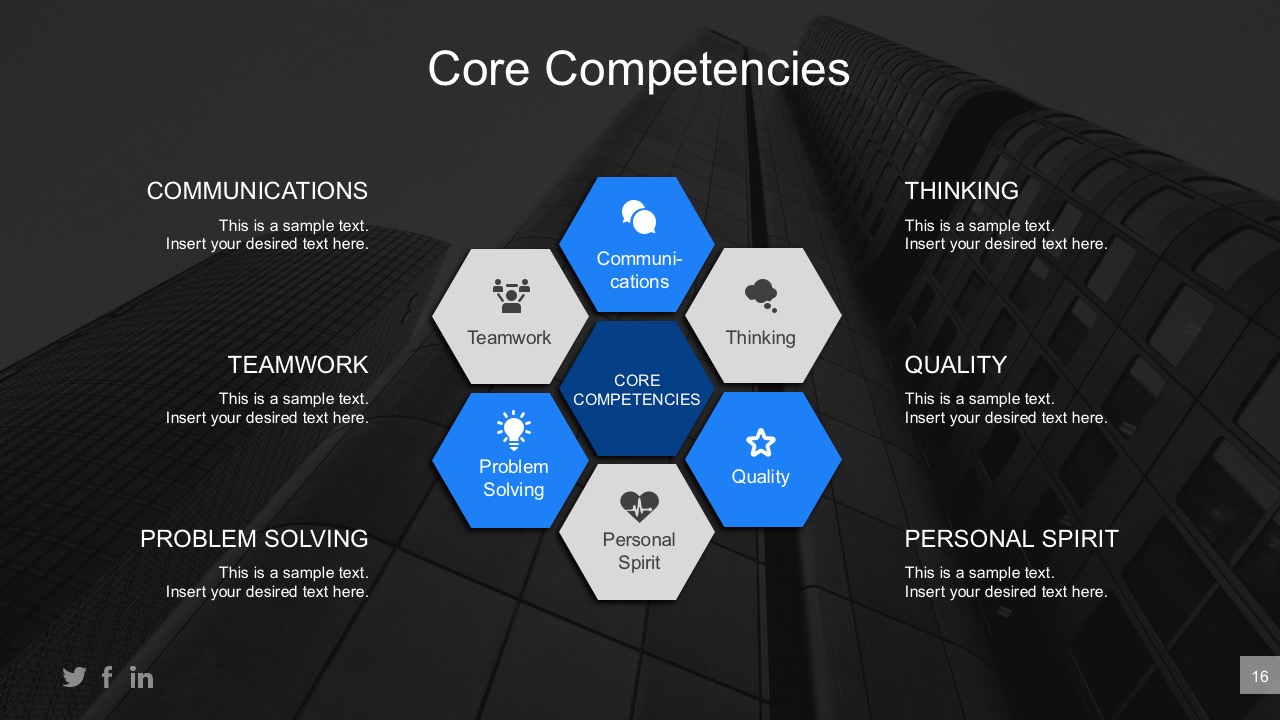 Core Competencies
COMMUNICATIONS
This is a sample text.
Insert your desired text here.
TEAMWORK
This is a sample text.
Insert your desired text here.
PROBLEM SOLVING
This is a sample text.
Insert your desired text here.
Communi-
cations
Teamwork
Thinking
CORE
COMPETENCIES
Problem
Solving
Quality
Personal
Spirit
THINKING
This is a sample text.
Insert your desired text here.
QUALITY
This is a sample text.
Insert your desired text here.
PERSONAL SPIRIT
This is a sample text.
Insert your desired text here.
16